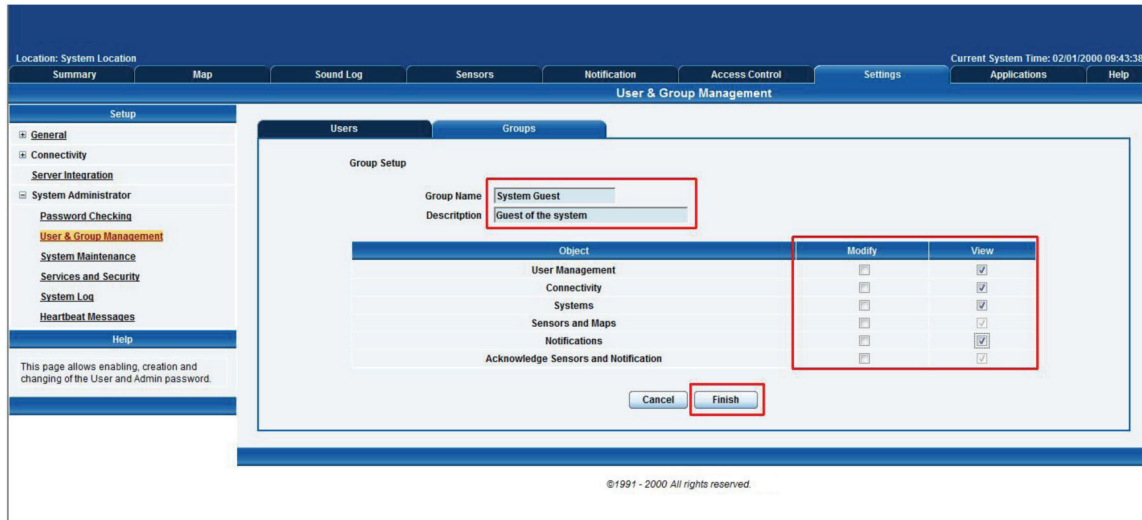 Location: System Location
Current System Time: 02/01/2000 09:43:38
Summary Map Sound Log Sensors Notification Access Control Settings Applications Help
User & Group Management
Setup
General
Connectivity
Server Integration
System Administrator
Password Checking
User & Group Management
System Maintenance
Services and Security
System Log
Heartbeat Messages
Help
This page allows enabling, creation and
changing of the User and Admin password.
Users Groups
Group Setup
Group Name System Guest
Descritption Guest of the system
Object Modify View
User Management
Connectivity
Systems
Sensors and Maps
Notifications
Acknowledge Sensors and Notification
Cancel Finish
©1991 - 2000 All rights reserved.